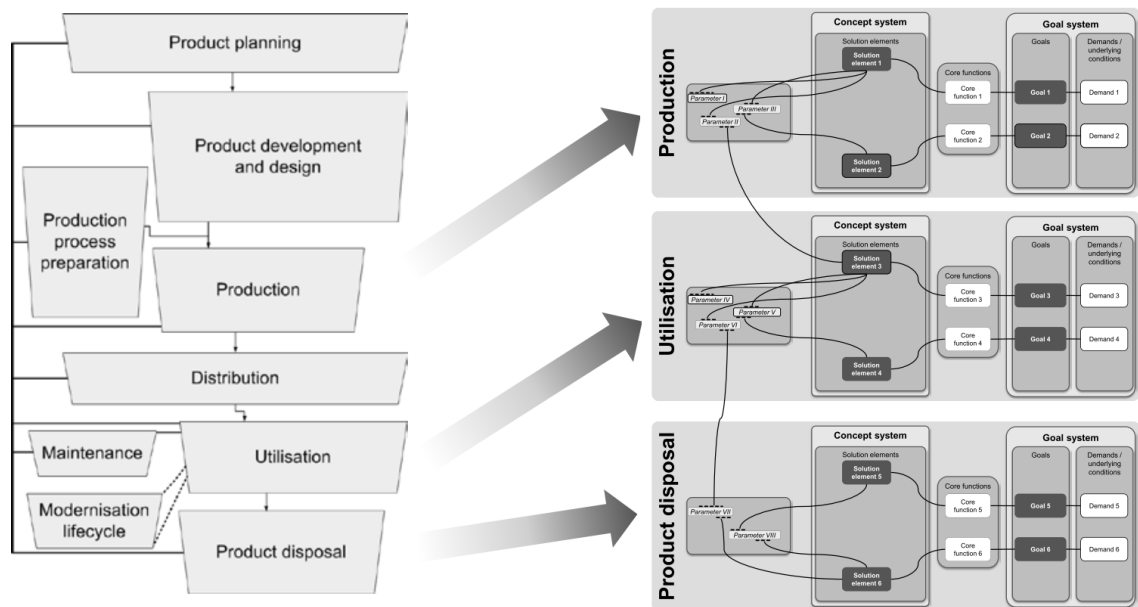 Product planning
Product development
and design
Production
process
preparation
Production
Distribution
Maintenance
Utilisation
Modernisation
lifecycle
Product disposal
Production
Concept system
Solution elements
Solution
element 1
Solution
element 2
Parameter I
Parameter III
Parameter II
Core functions
Core
function 1
Core
function 2
Goal system
Goals
Goal 1
Goal 2
Demands /
underlying
conditions
Demand 1
Demand 2
Utilisation
Concept system
Solution elements
Solution
element 3
Solution
element 4
Parameter IV
Parameter V
Parameter VI
Core functions
Core
function 3
Core
function 4
Goal system
Goals
Goal 3
Goal 4
Demands /
underlying
conditions
Demand 3
Demand 4
Product disposal
Concept system
Solution elements
Solution
element 5
Solution
element 6
Parameter VII
Parameter VIII
Core functions
Core
function 5
Core
function 6
Goal system
Goals
Goal 5
Goal 6
Demands /
underlying
conditions
Demand 5
Demand 6